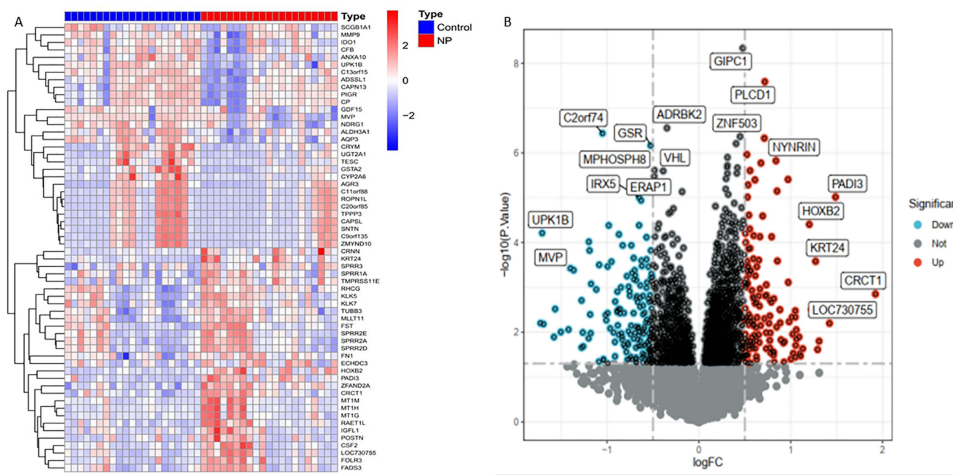 A
Type
SCGB1A1
MMP9
IDO1
CFB
ANXA10
UPK1B
C13orf15
ADSSL1
CAPN13
PIGR
CP
GDF15
MVP
NDRG1
ALDH3A1
AQP3
CRYM
UGT2A1
TESC
GSTA2
CYP2A6
AGR3
C11orf88
ROPN1L
C20orf85
TPPP3
CAPSL
SNTN
C9orf135
ZMYND10
CRNN
KRT24
SPRR3
SPRR1A
TMPRSS11E
RHCG
KLK5
KLK7
TUBB3
MLLT11
FST
SPRR2E
SPRR2A
SPRR2D
FN1
ECHDC3
HOXB2
PADI3
ZFAND2A
CRCT1
MT1M
MT1H
MT1G
RAET1L
IGFL1
POSTN
CSF2
LOC730755
FOLR3
FADS3
2
0
−2
Type
Control
NP
B
−log10(P.Value)
8
6
4
2
0
GIPC1
PLCD1
C2orf74
ADRBK2
ZNF503
GSR
NYNRIN
MPHOSPH8
VHL
IRX5
ERAP1
PADI3
UPK1B
HOXB2
MVP
KRT24
CRCT1
LOC730755
−2
−1
0
1
2
logFC
Significan
Down
Not
Up